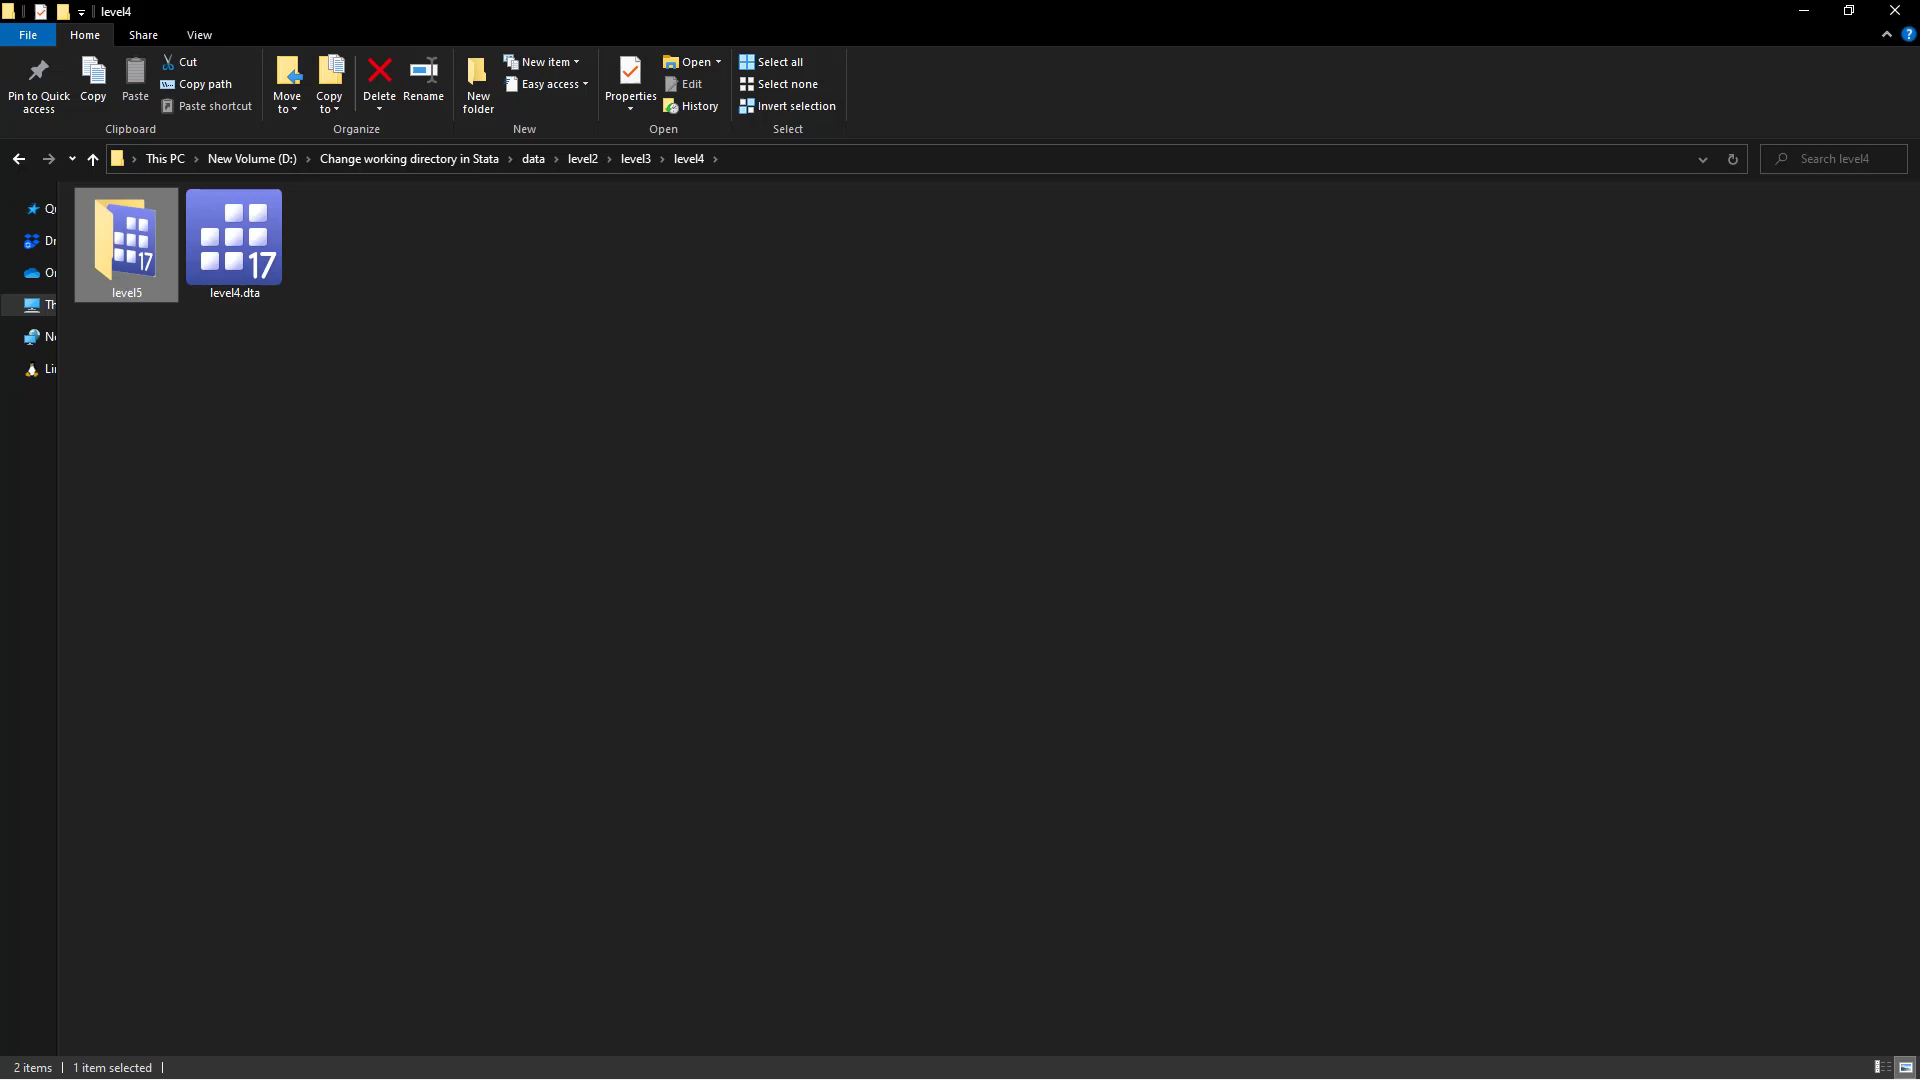 level4
File Home Share View
Pin to Quick access
Copy
Paste
Cut
Copy path
Paste shortcut
Clipboard
Move to
Copy to
Delete
Rename
Organize
New folder
New item
Easy access
New
Properties
Open
Edit
History
Open
Select all
Select none
Invert selection
Select
This PC › New Volume (D:) › Change working directory in Stata › data › level2 › level3 › level4 ›
Search level4
17
level5
17
level4.dta
2 items
1 item selected